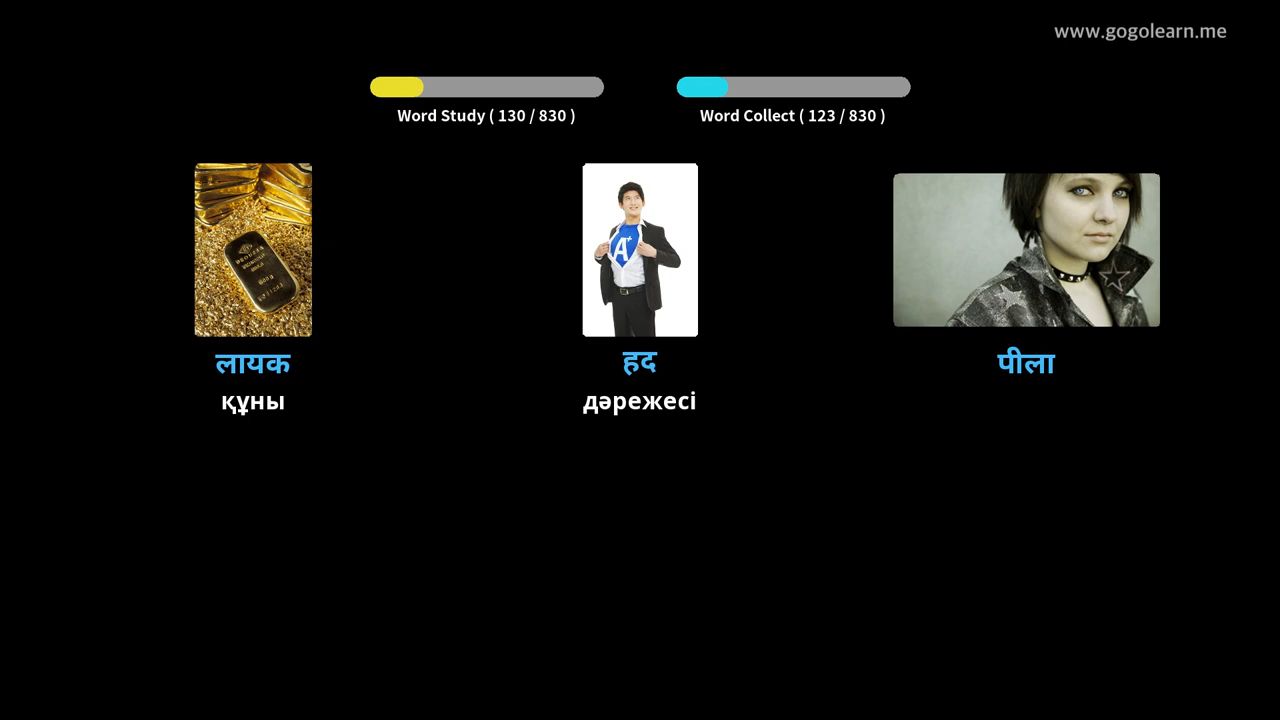 www.gogolearn.me
Word Study ( 130 / 830 )
Word Collect ( 123 / 830 )
A+
लायक
हद
पीला
құны
дәрежесі